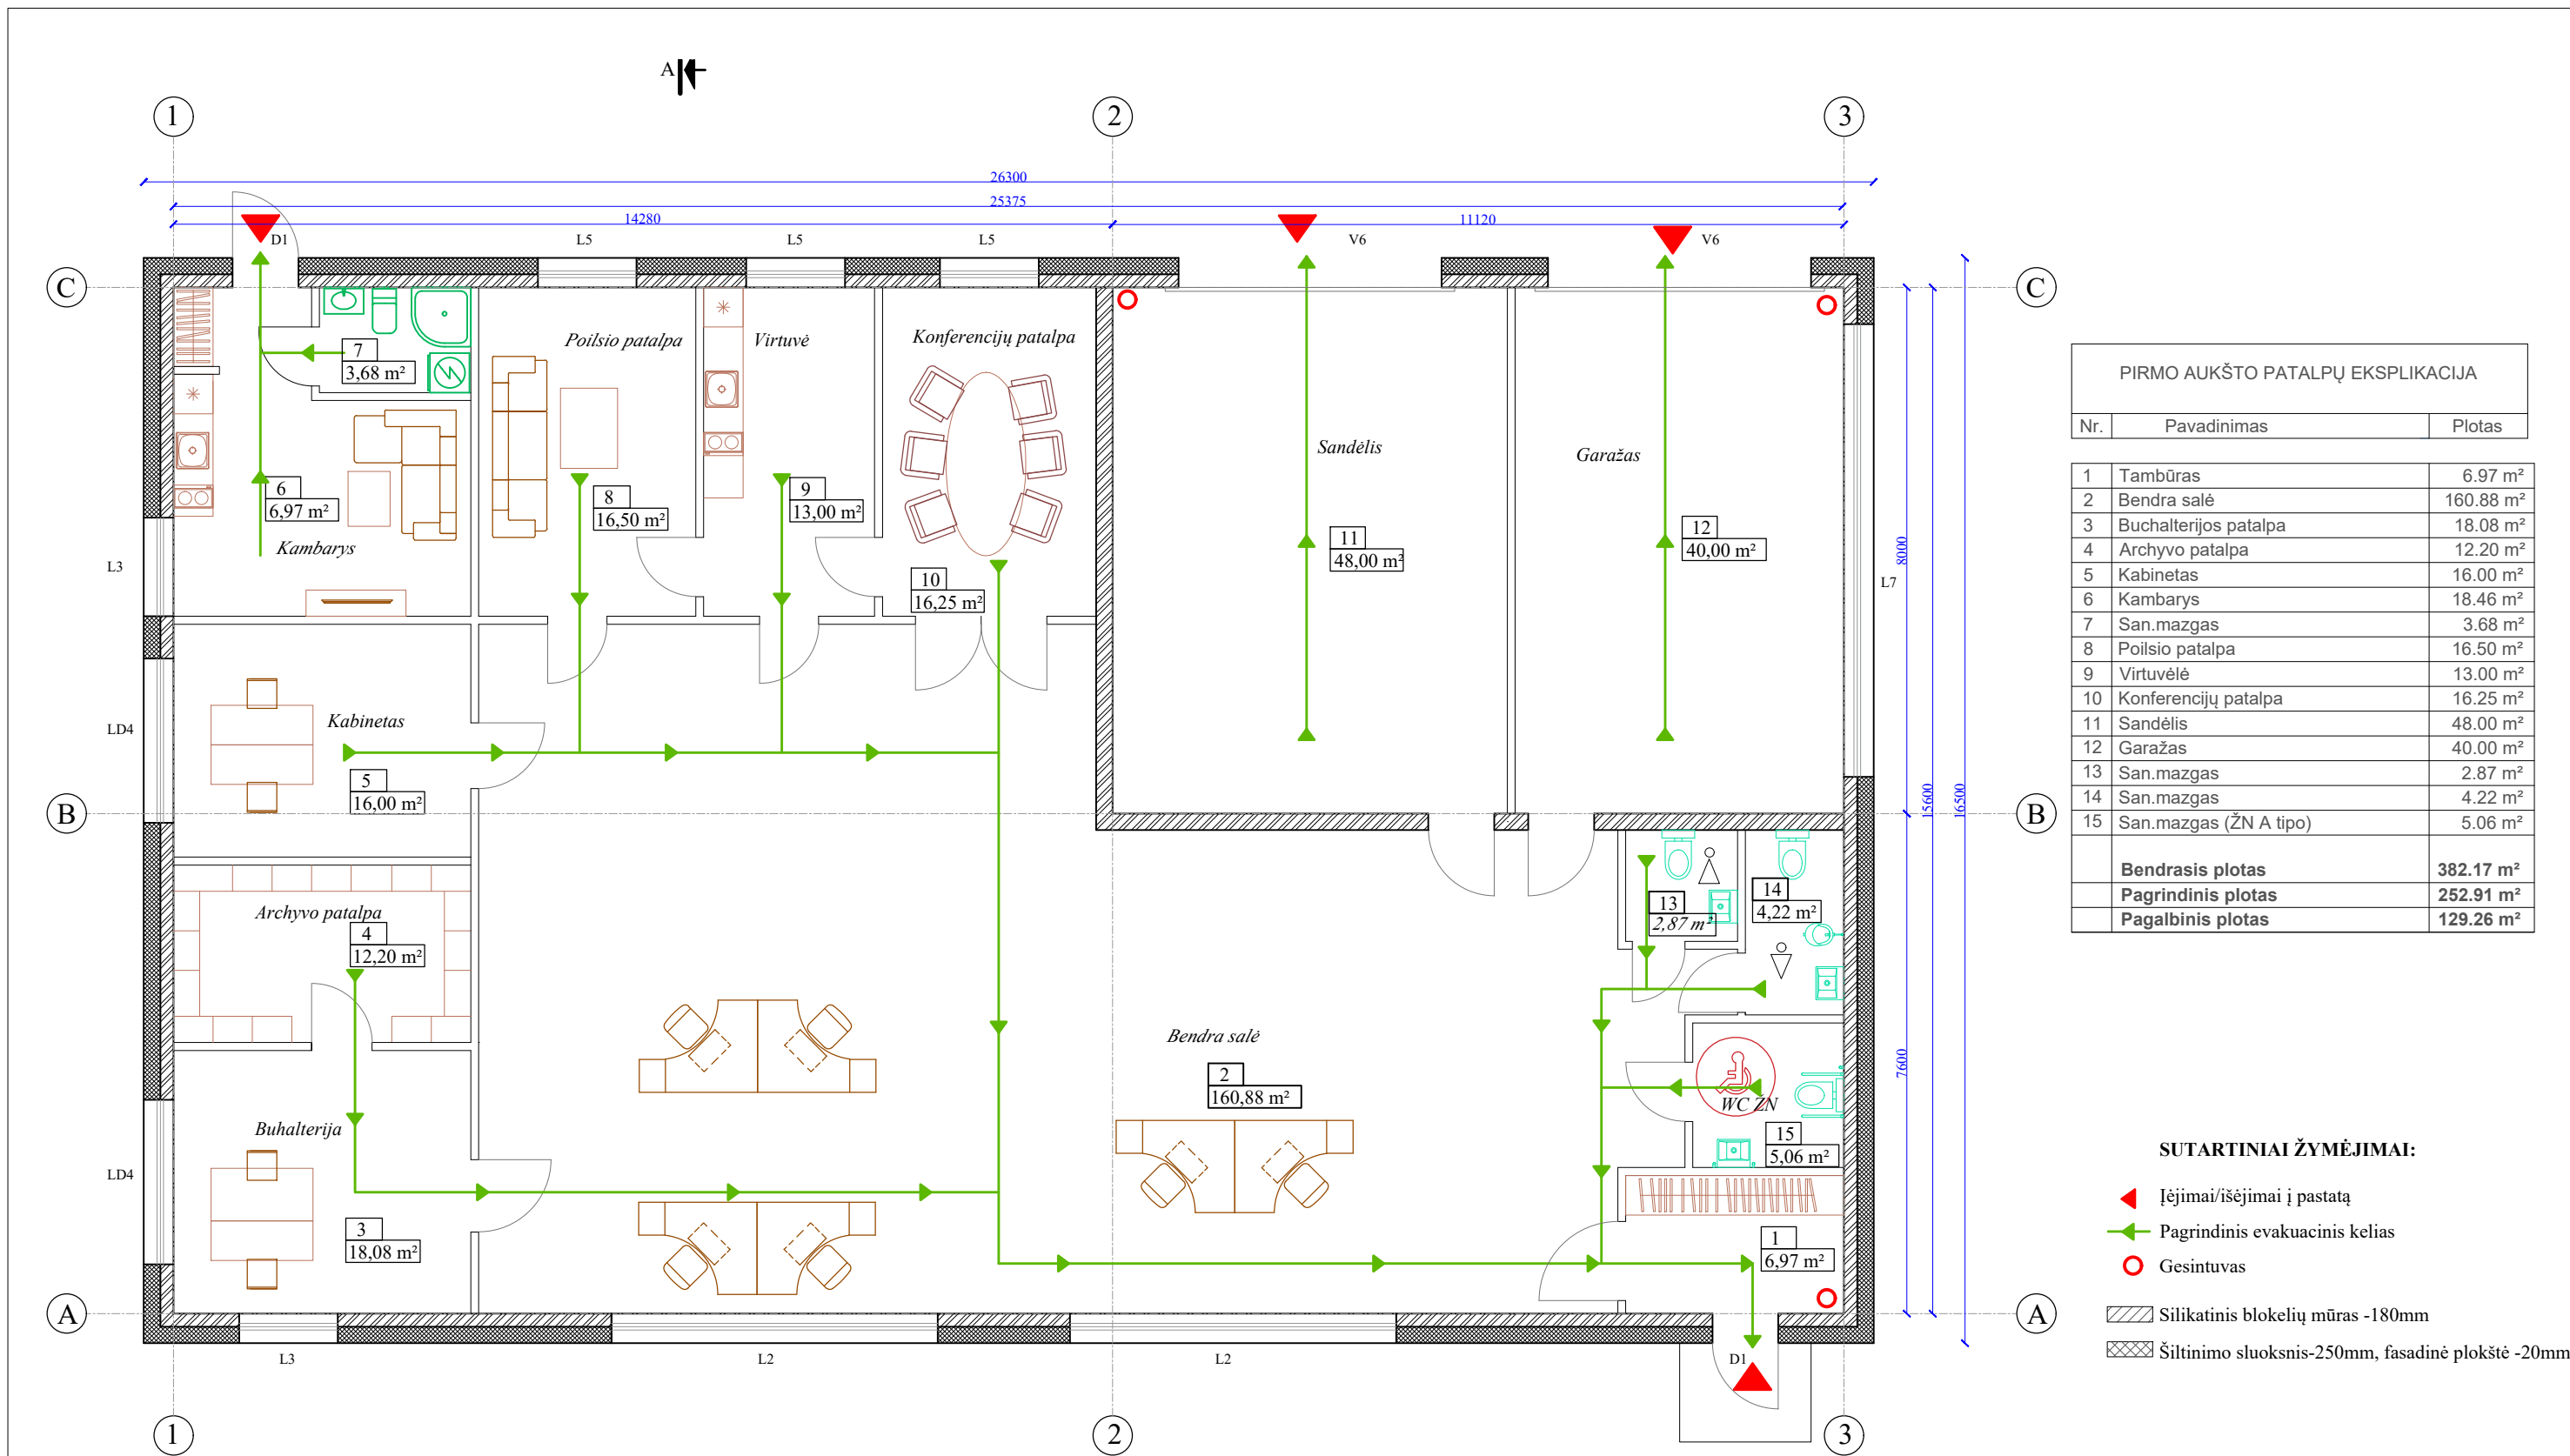 A
1
2
3
26300
25375
14280
11120
D1
L5
L5
L5
V6
V6
C
C
7
3,68 m²
Poilsio patalpa
Virtuvė
Konferencijų patalpa
Sandėlis
Garažas
6
6,97 m²
Kambarys
8
16,50 m²
9
13,00 m²
10
16,25 m²
11
48,00 m²
12
40,00 m²
L3
L7
8000
15600
16500
7600
LD4
Kabinetas
5
16,00 m²
B
B
Archyvo patalpa
4
12,20 m²
13
2,87 m²
14
4,22 m²
Bendra salė
2
160,88 m²
WC ŽN
15
5,06 m²
Buhalterija
LD4
3
18,08 m²
1
6,97 m²
A
A
L3
L2
L2
D1
1
2
3
PIRMO AUKŠTO PATALPŲ EKSPLIKACIJA
Nr. Pavadinimas Plotas
1 Tambūras 6.97 m²
2 Bendra salė 160.88 m²
3 Buchalterijos patalpa 18.08 m²
4 Archyvo patalpa 12.20 m²
5 Kabinetas 16.00 m²
6 Kambarys 18.46 m²
7 San.mazgas 3.68 m²
8 Poilsio patalpa 16.50 m²
9 Virtuvėlė 13.00 m²
10 Konferencijų patalpa 16.25 m²
11 Sandėlis 48.00 m²
12 Garažas 40.00 m²
13 San.mazgas 2.87 m²
14 San.mazgas 4.22 m²
15 San.mazgas (ŽN A tipo) 5.06 m²
Bendrasis plotas 382.17 m²
Pagrindinis plotas 252.91 m²
Pagalbinis plotas 129.26 m²
SUTARTINIAI ŽYMĖJIMAI:
Įėjimai/išėjimai į pastatą
Pagrindinis evakuacinis kelias
Gesintuvas
Silikatinis blokelių mūras -180mm
Šiltinimo sluoksnis-250mm, fasadinė plokštė -20mm